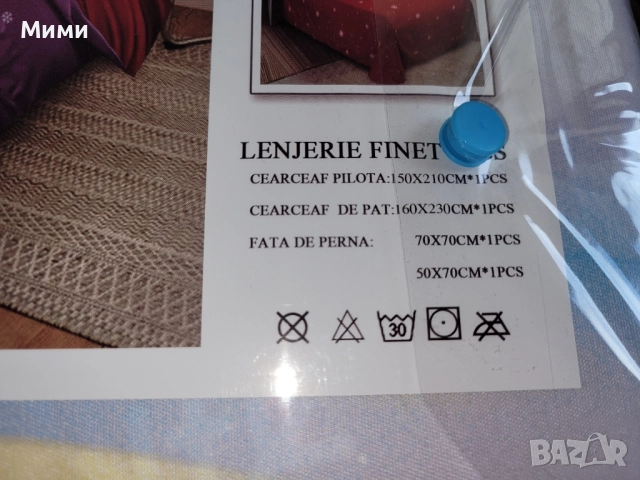 Мими
LENJERIE FINET
CEARCEAF PILOTA:150X210CM*1PCS
CEARCEAF DE PAT:160X230CM*1PCS
FATA DE PERNA: 70X70CM*1PCS
50X70CM*1PCS
30
BAZAR